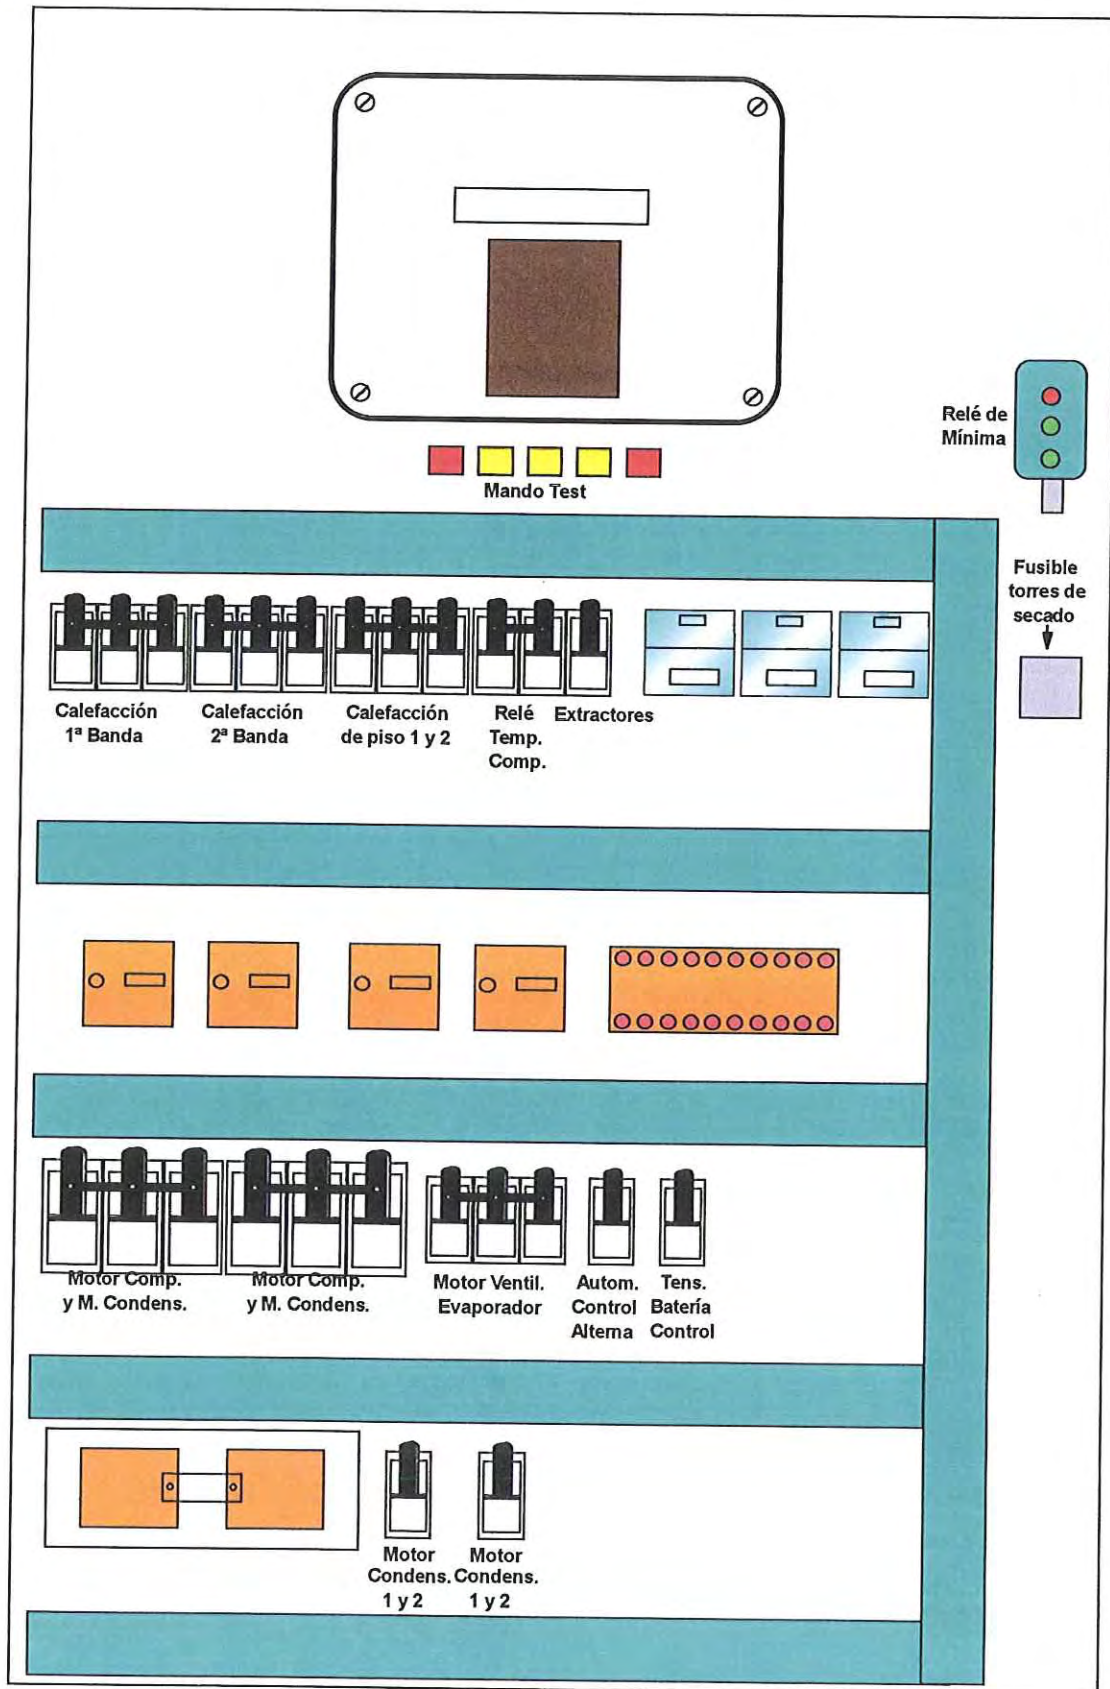 Relé de
Mínima
Mando Test
Fusible
torres de
secado
Calefacción
1ª Banda
Calefacción
2ª Banda
Calefacción
de piso 1 y 2
Relé
Temp.
Comp.
Extractores
Motor Comp.
y M. Condens.
Motor Comp.
y M. Condens.
Motor Ventil.
Evaporador
Autom.
Control
Alterna
Tens.
Batería
Control
Motor
Condens.
1 y 2
Motor
Condens.
1 y 2